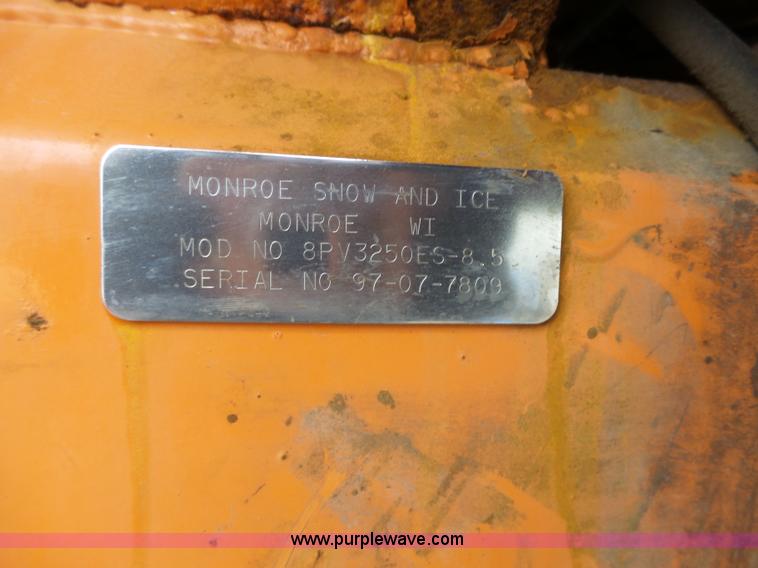 MONROE SNOW AND ICE
MONROE WI
MOD NO 8PV3250ES-8.5
SERIAL NO 97-07-7809
www.purplewave.com